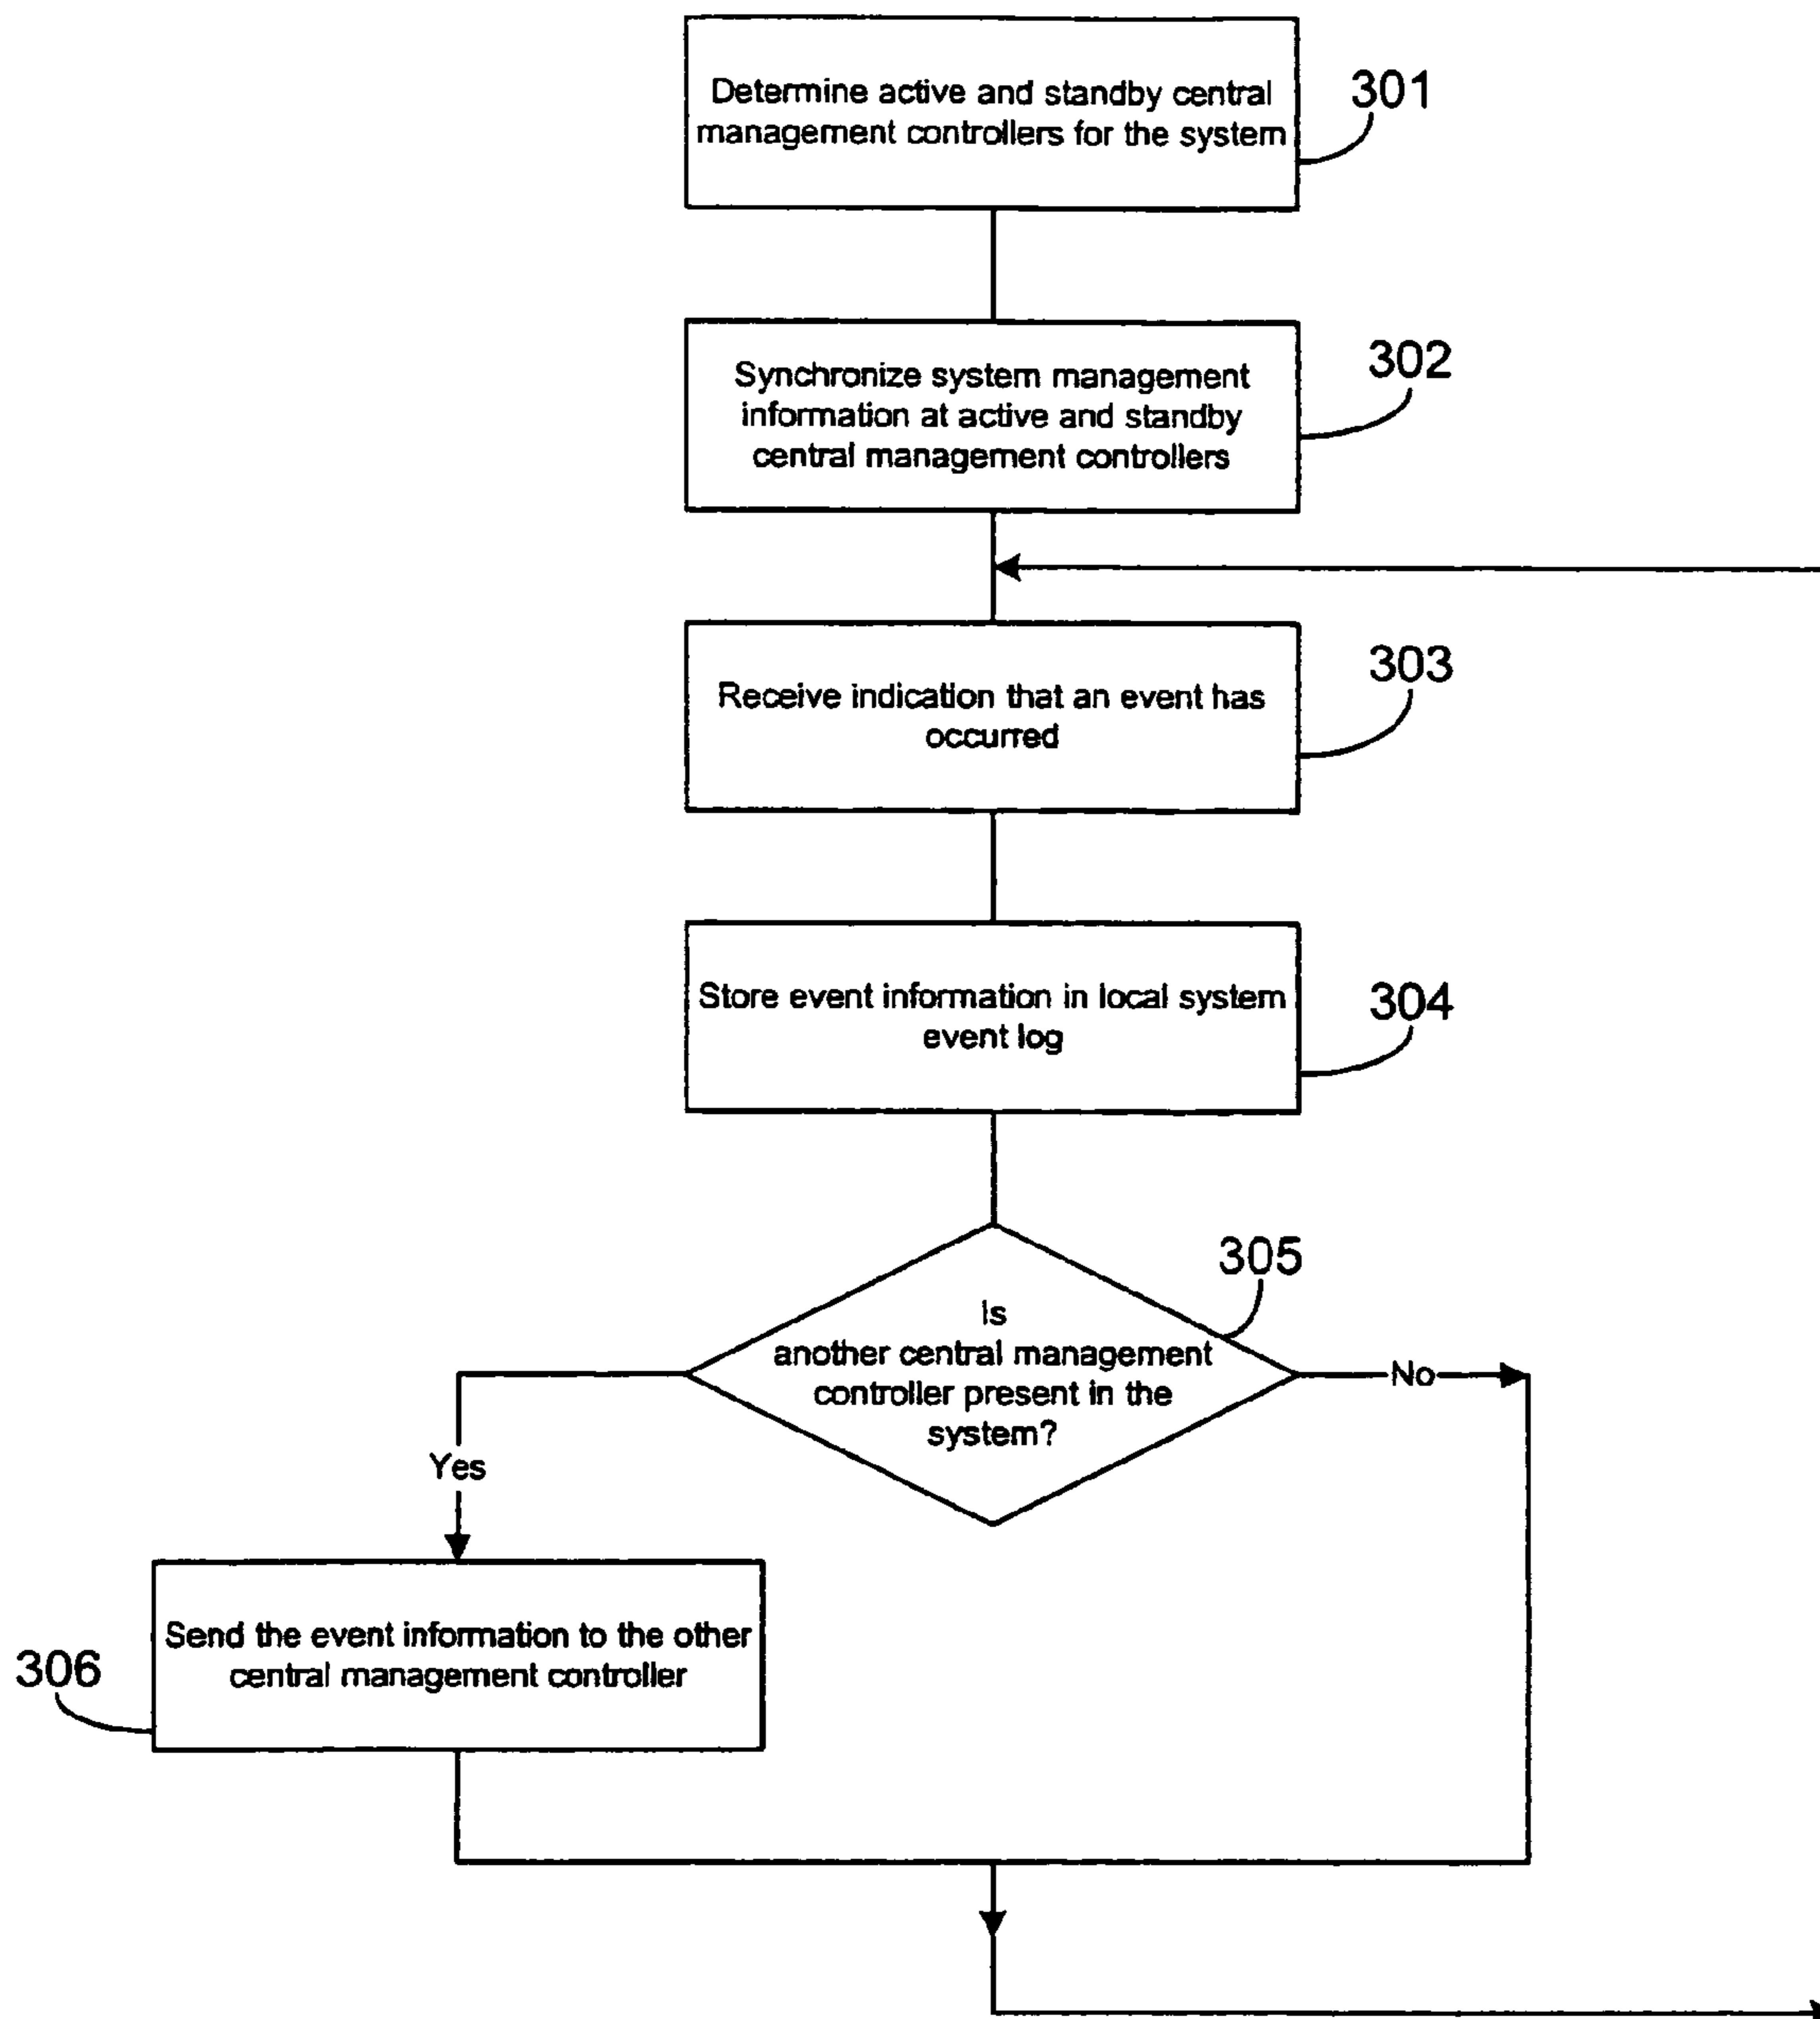 Determine active and standby central
management controllers for the system
301
Synchronize system management
information at active and standby
central management controllers
302
Receive indication that an event has
occurred
303
Store event information in local system
event log
304
305
Is
another central management
controller present in the
system?
No
Yes
Send the event information to the other
central management controller
306